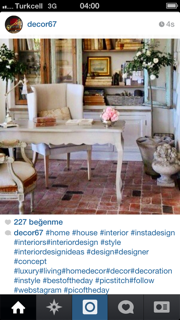 Turkcell 3G 04:00
decor67 4s
227 beğenme
decor67 #home #house #interior #instadesign
#interiors#interiordesign #style
#interiordesignideas #design#designer
#concept
#luxury#living#homedecor#decor#decoration
#instyle #bestoftheday #picstitch#follow
#webstagram #picoftheday